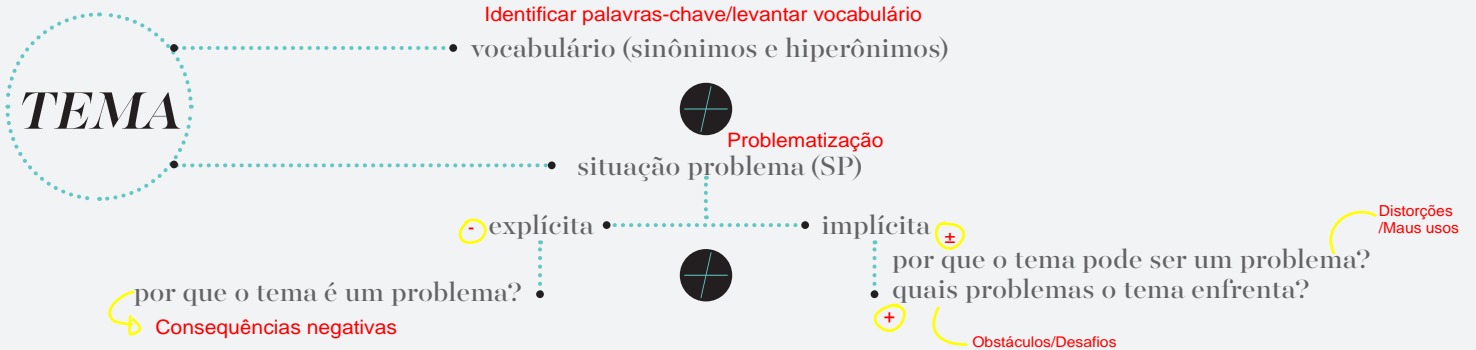 Identificar palavras-chave/levantar vocabulário
vocabulário (sinônimos e hiperônimos)
TEMA
Problematização
situação problema (SP)
- explícita
implícita ±
Distorções
/Maus usos
por que o tema pode ser um problema?
por que o tema é um problema?
quais problemas o tema enfrenta?
+
Consequências negativas
Obstáculos/Desafios